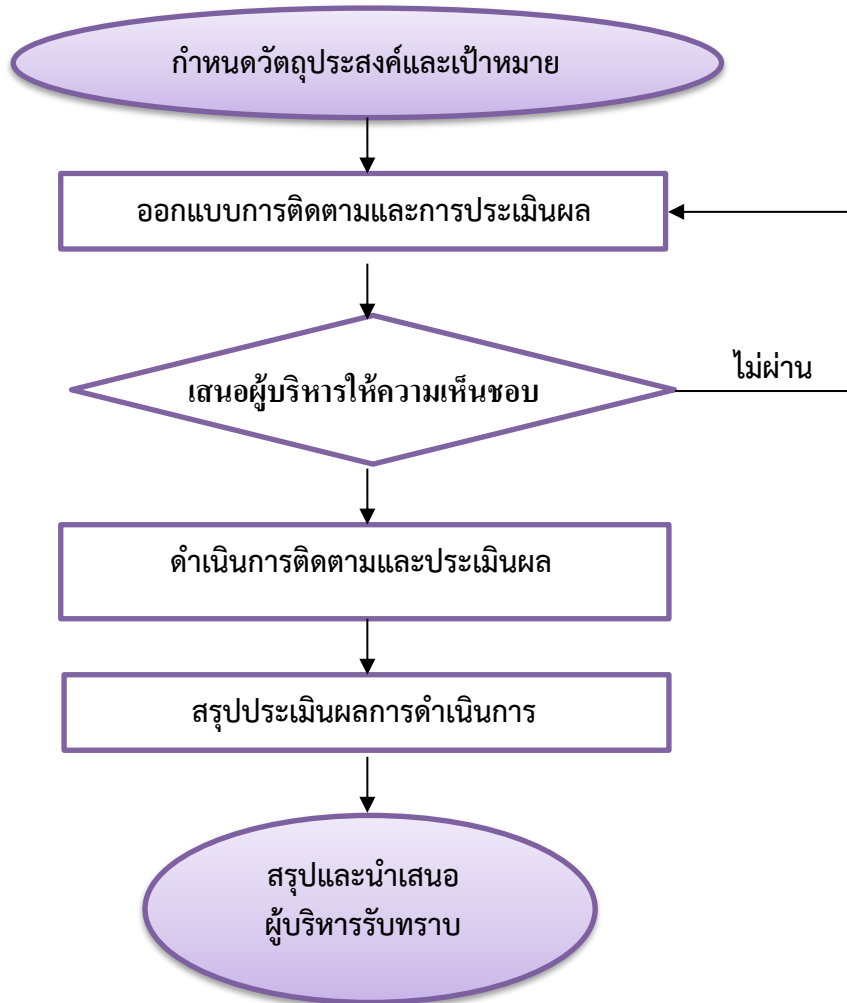 กำหนดวัตถุประสงค์และเป้าหมาย
ออกแบบการติดตามและการประเมินผล
เสนอผู้บริหารให้ความเห็นชอบ
ไม่ผ่าน
ดำเนินการติดตามและประเมินผล
สรุปประเมินผลการดำเนินการ
สรุปและนำเสนอ
ผู้บริหารรับทราบ